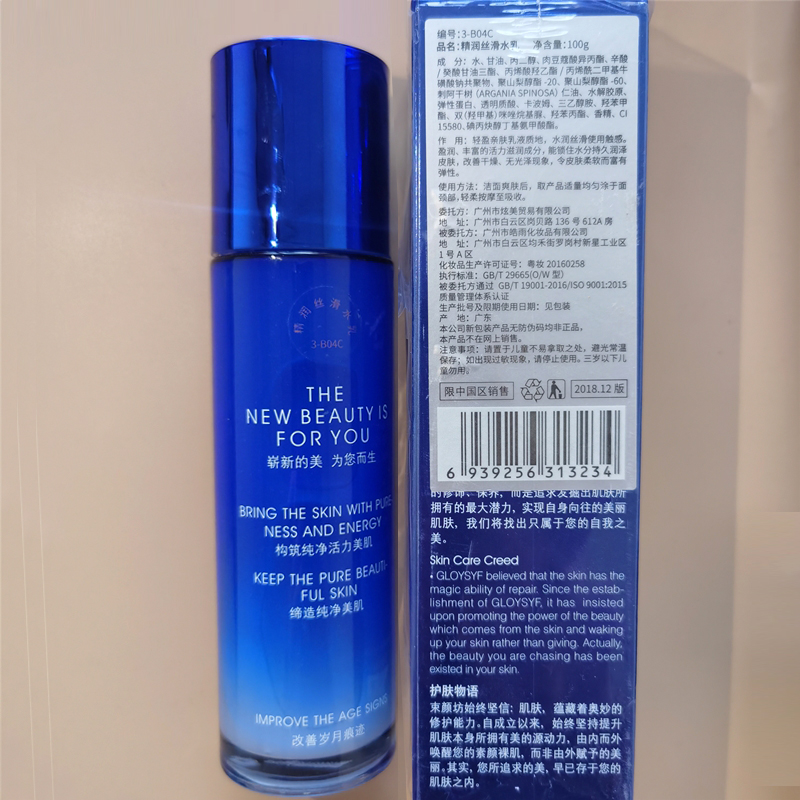 精润丝滑水乳
3-B04C
THE
NEW BEAUTY IS
FOR YOU
崭新的美 为您而生
BRING THE SKIN WITH PURE
NESS AND ENERGY
构筑纯净活力美肌
KEEP THE PURE BEAUTI-
FUL SKIN
缔造纯净美肌
IMPROVE THE AGE SIGNS
改善岁月痕迹
编号: 3-B04C
品名: 精润丝滑水乳 净含量: 100g
成 分: 水、甘油、丙二醇、肉豆蔻酸异丙酯、辛酸
/ 癸酸甘油三酯、丙烯酸羟乙酯 / 丙烯酰二甲基牛
磺酸钠共聚物、聚山梨醇酯 -20、聚山梨醇酯 -60、
刺阿干树 (ARGANIA SPINOSA) 仁油、水解胶原、
弹性蛋白、透明质酸、卡波姆、三乙醇胺、羟苯甲
酯、双(羟甲基)咪唑烷基脲、羟苯丙酯、香精、CI
15580、碘丙炔醇丁基氨甲酸酯。
作 用: 轻盈亲肤乳液质地, 水润丝滑使用触感。
盈润、丰富的活力滋润成分, 能锁住水分持久润泽
皮肤, 改善干燥、无光泽现象, 令皮肤柔软而富有
弹性。
使用方法: 洁面爽肤后, 取产品适量均匀涂于面
颈部, 轻柔按摩至吸收。
委托方: 广州市炫美贸易有限公司
地 址: 广州市白云区岗贝路 136 号 612A 房
被委托方: 广州市皓雨化妆品有限公司
地 址: 广州市白云区均禾街罗岗村新星工业区
1 号 A 区
化妆品生产许可证号: 粤妆 20160258
执行标准: GB/T 29665(O/W 型)
被委托方通过 GB/T 19001-2016/ISO 9001:2015
质量管理体系认证
生产批号及限期使用日期: 见包装
产 地: 广东
本公司新包装产品无防伪码均非正品,
本产品不在网上销售。
注意事项: 请置于儿童不易拿取之处, 避光常温
保存; 如出现过敏现象, 请停止使用。三岁以下儿
童勿用。
限中国区销售 2018.12 版
6 939256 313234
的修饰、保养, 而是追求发掘出肌肤所
拥有的最大潜力, 实现自身向往的美丽
肌肤, 我们将找出只属于您的自我之
美。
Skin Care Creed
• GLOYSYF believed that the skin has the
magic ability of repair. Since the estab-
lishment of GLOYSYF, it has insisted
upon promoting the power of the beauty
which comes from the skin and waking
up your skin rather than giving. Actually,
the beauty you are chasing has been
existed in your skin.
护肤物语
束颜坊始终坚信: 肌肤, 蕴藏着奥妙的
修护能力。自成立以来, 始终坚持提升
肌肤本身所拥有美的源动力, 由内而外
唤醒您的素颜裸肌, 而非由外赋予的美
丽。其实, 您所追求的美, 早已存于您的
肌肤之内。